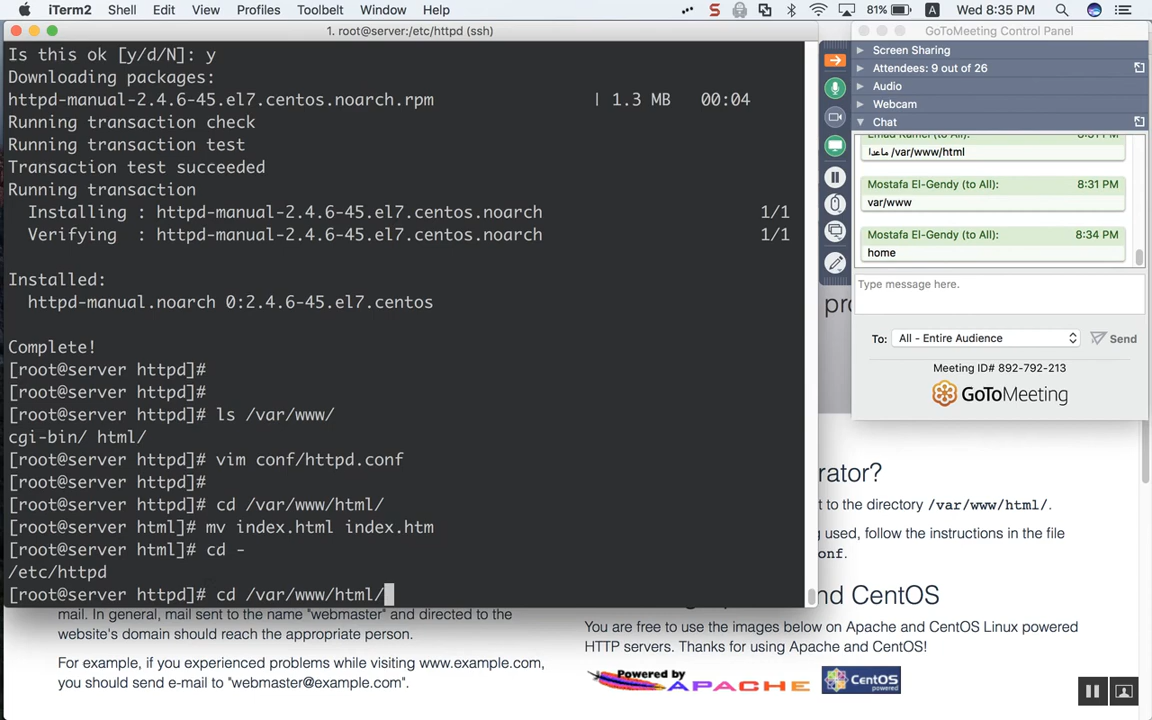 iTerm2 Shell Edit View Profiles Toolbelt Window Help
81% A Wed 8:35 PM
1. root@server:/etc/httpd (ssh)
Is this ok [y/d/N]: y
Downloading packages:
httpd-manual-2.4.6-45.el7.centos.noarch.rpm | 1.3 MB 00:04
Running transaction check
Running transaction test
Transaction test succeeded
Running transaction
Installing : httpd-manual-2.4.6-45.el7.centos.noarch 1/1
Verifying : httpd-manual-2.4.6-45.el7.centos.noarch 1/1
Installed:
httpd-manual.noarch 0:2.4.6-45.el7.centos
Complete!
[root@server httpd]#
[root@server httpd]#
[root@server httpd]# ls /var/www/
cgi-bin/ html/
[root@server httpd]# vim conf/httpd.conf
[root@server httpd]#
[root@server httpd]# cd /var/www/html/
[root@server html]# mv index.html index.htm
[root@server html]# cd -
/etc/httpd
[root@server httpd]# cd /var/www/html/
GoToMeeting Control Panel
Screen Sharing
Attendees: 9 out of 26
Audio
Webcam
Chat
Emad Kamel (to All): 8:31 PM
ماعدا /var/www/html
Mostafa El-Gendy (to All): 8:31 PM
var/www
Mostafa El-Gendy (to All): 8:34 PM
home
Type message here.
To: All - Entire Audience Send
Meeting ID# 892-792-213
GoToMeeting
mail. In general, mail sent to the name "webmaster" and directed to the
website's domain should reach the appropriate person.
For example, if you experienced problems while visiting www.example.com,
you should send e-mail to "webmaster@example.com".
pro
rator?
t to the directory /var/www/html/.
ng used, follow the instructions in the file
onf.
nd CentOS
You are free to use the images below on Apache and CentOS Linux powered
HTTP servers. Thanks for using Apache and CentOS!
Powered by
APACHE
CentOS
powered